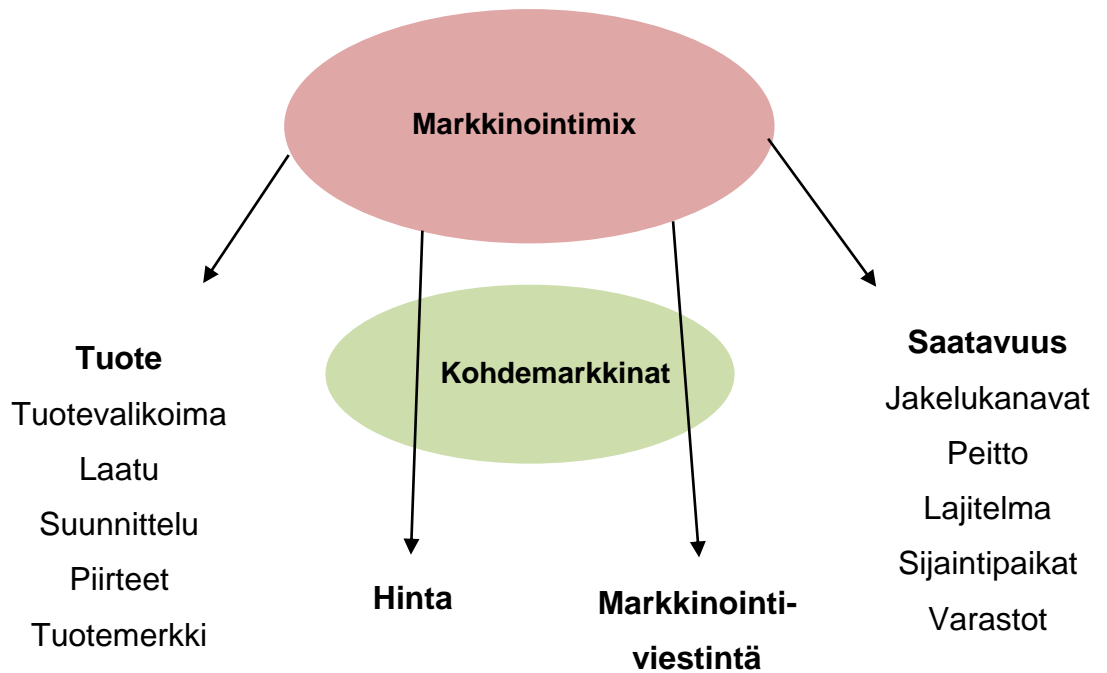 Markkinointimix
Kohdemarkkinat
Tuote
Tuotevalikoima
Laatu
Suunnittelu
Piirteet
Tuotemerkki
Hinta
Markkinointi-
viestintä
Saatavuus
Jakelukanavat
Peitto
Lajitelma
Sijaintipaikat
Varastot